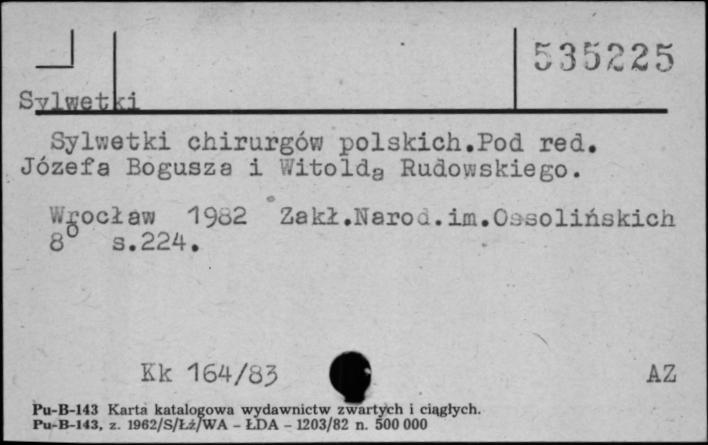 535225
Sylwetki
Sylwetki chirurgów polskich.Pod red.
Józefa Bogusza i Witolda Rudowskiego.
Wrocław 1982 Zakł.Narod.im.Ossolińskich
8° s.224.
Kk 164/83 AZ
Pu-B-143 Karta katalogowa wydawnictw zwartych i ciągłych.
Pu-B-143, z. 1962/S/Łż/WA - ŁDA - 1203/82 n. 500 000